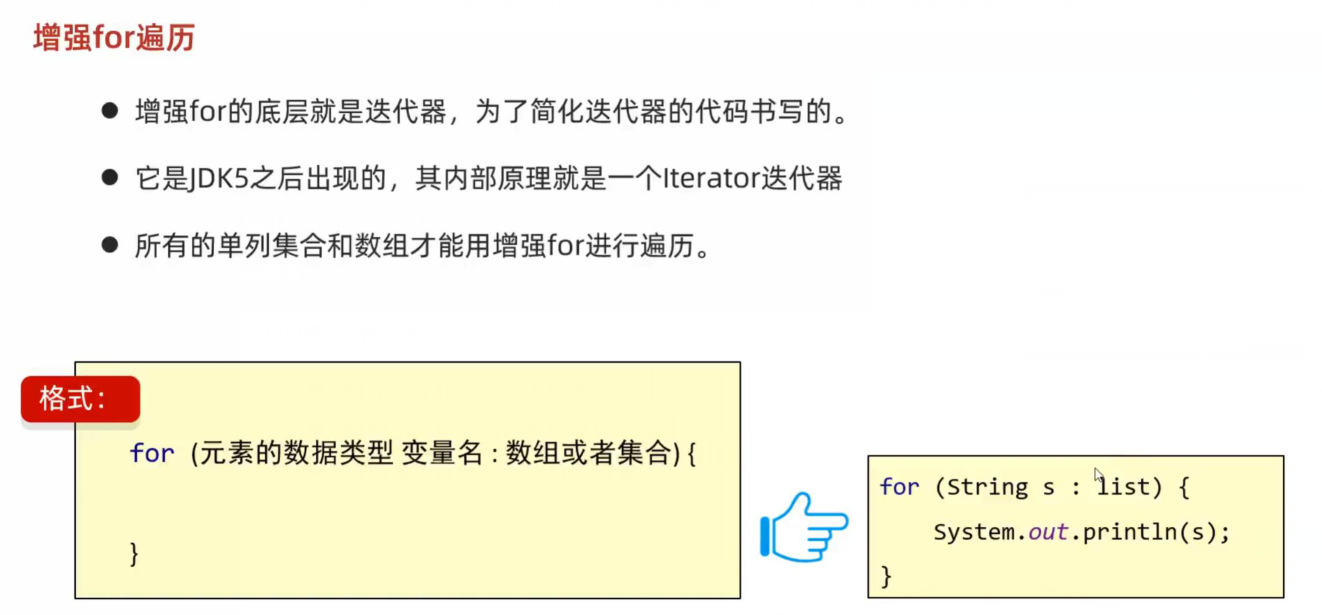 增强for遍历
● 增强for的底层就是迭代器，为了简化迭代器的代码书写的。
● 它是JDK5之后出现的，其内部原理就是一个Iterator迭代器
● 所有的单列集合和数组才能用增强for进行遍历。
格式：
for (元素的数据类型 变量名 : 数组或者集合) {
}
for (String s : list) {
System.out.println(s);
}